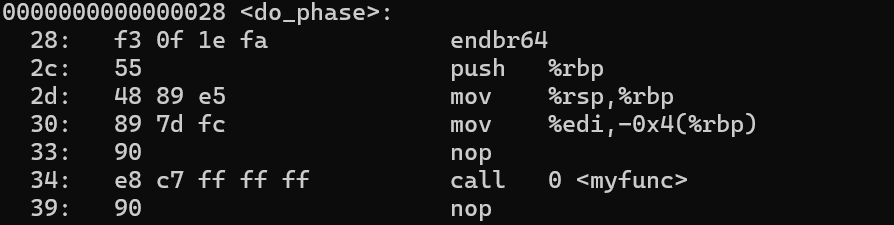 0000000000000028 <do_phase>:
  28:   f3 0f 1e fa             endbr64
  2c:   55                      push   %rbp
  2d:   48 89 e5                mov    %rsp,%rbp
  30:   89 7d fc                mov    %edi,-0x4(%rbp)
  33:   90                      nop
  34:   e8 c7 ff ff ff          call   0 <myfunc>
  39:   90                      nop